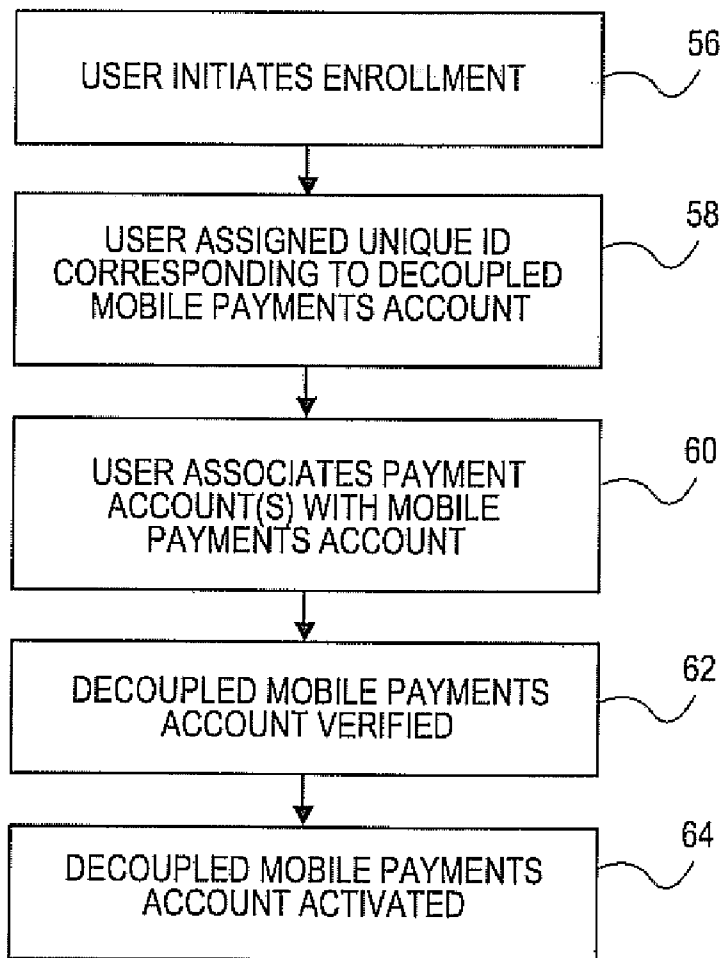 USER INITIATES ENROLLMENT
56
USER ASSIGNED UNIQUE ID
CORRESPONDING TO DECOUPLED
MOBILE PAYMENTS ACCOUNT
58
USER ASSOCIATES PAYMENT
ACCOUNT(S) WITH MOBILE
PAYMENTS ACCOUNT
60
DECOUPLED MOBILE PAYMENTS
ACCOUNT VERIFIED
62
DECOUPLED MOBILE PAYMENTS
ACCOUNT ACTIVATED
64